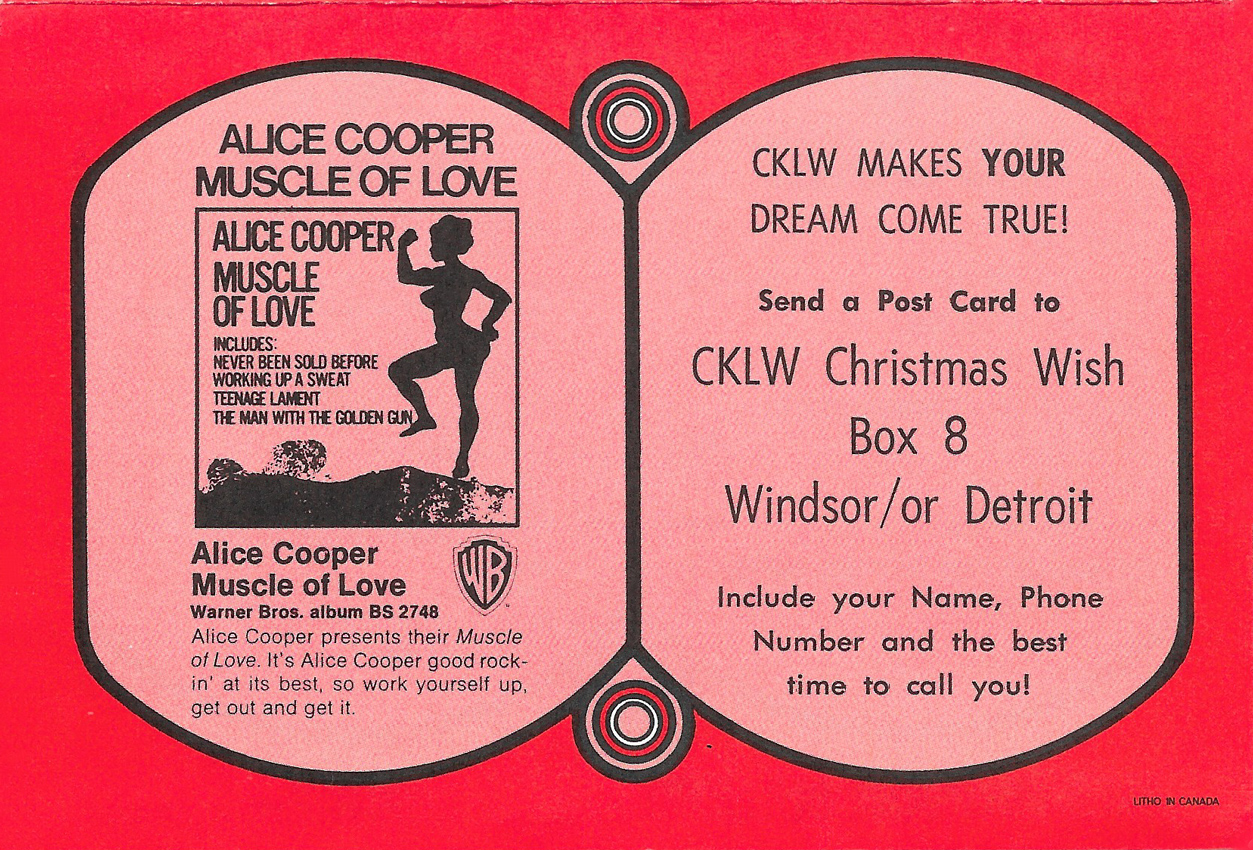 ALICE COOPER
MUSCLE OF LOVE
ALICE COOPER
MUSCLE
OF LOVE
INCLUDES:
NEVER BEEN SOLD BEFORE
WORKING UP A SWEAT
TEENAGE LAMENT
THE MAN WITH THE GOLDEN GUN
Alice Cooper
Muscle of Love
WB
TM
Warner Bros. album BS 2748
Alice Cooper presents their Muscle
of Love. It's Alice Cooper good rock-
in' at its best, so work yourself up,
get out and get it.
CKLW MAKES YOUR
DREAM COME TRUE!
Send a Post Card to
CKLW Christmas Wish
Box 8
Windsor/or Detroit
Include your Name, Phone
Number and the best
time to call you!
LITHO IN CANADA